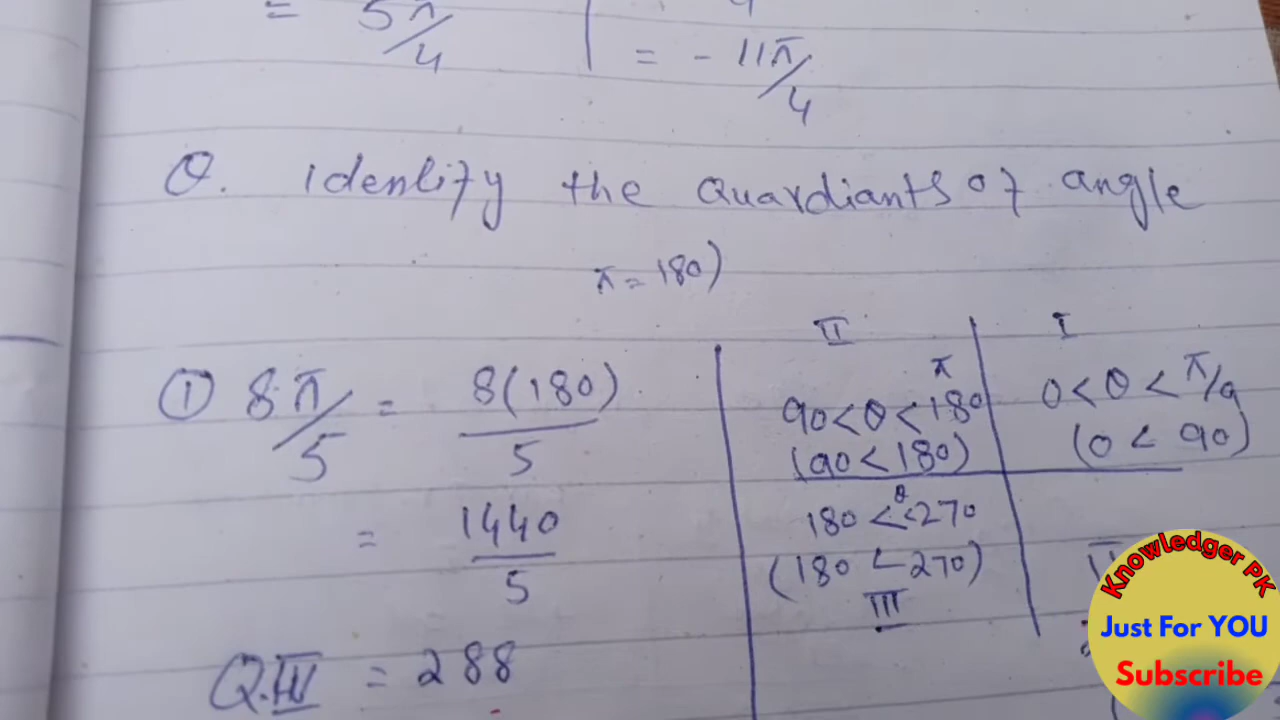 = 5π/4
= - 11π/4
Q. Identify the Quardiants of angle
π = 180)
① 8π/5 = 8(180)/5
= 1440/5
Q.IV = 288
II
π
90 < θ < 180
(90 < 180)
I
0 < θ < π/2
(0 < 90)
180 < θ < 270
(180 < 270)
III
Knowledger PK
Just For YOU
Subscribe